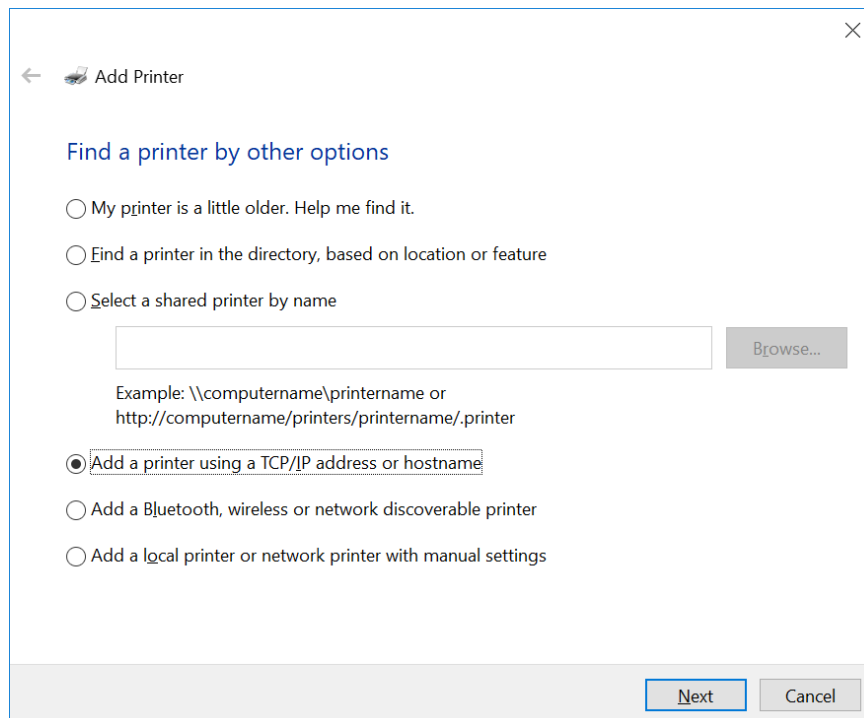 Add Printer
Find a printer by other options
My printer is a little older. Help me find it.
Find a printer in the directory, based on location or feature
Select a shared printer by name
Browse...
Example: \\computername\printername or
http://computername/printers/printername/.printer
Add a printer using a TCP/IP address or hostname
Add a Bluetooth, wireless or network discoverable printer
Add a local printer or network printer with manual settings
Next Cancel